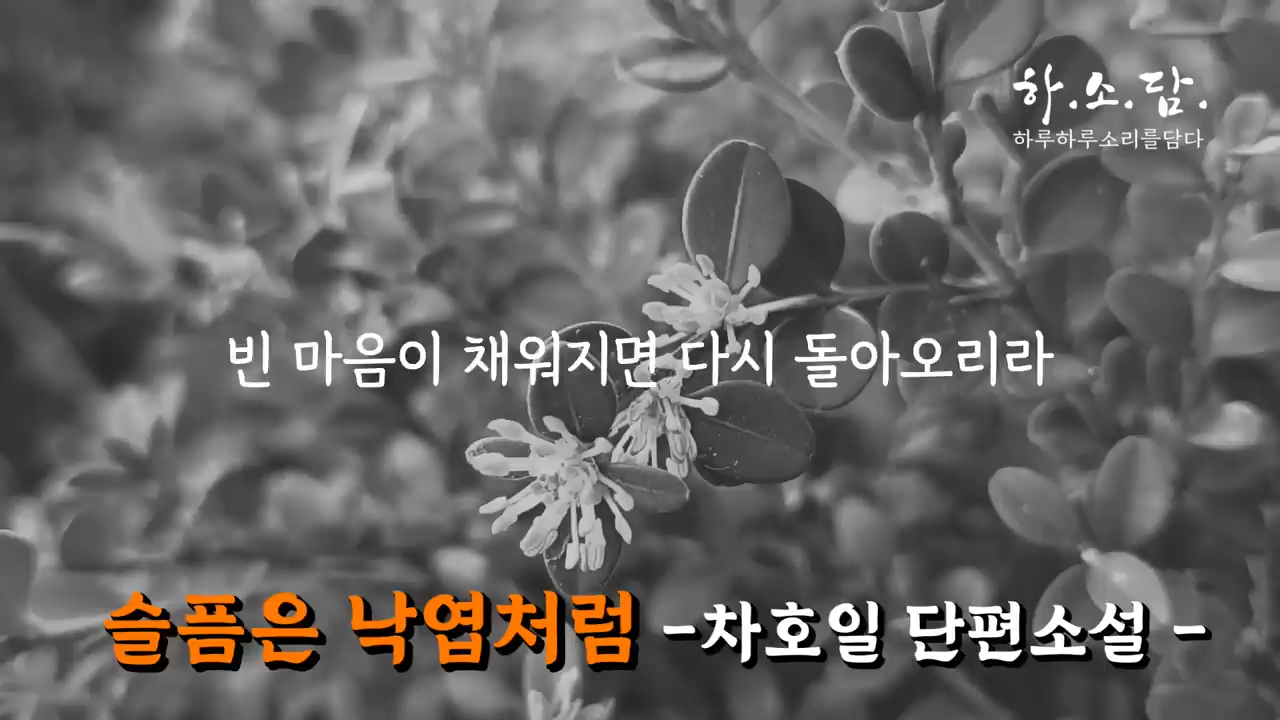 하.소.담.
하루하루소리를담다
빈 마음이 채워지면 다시 돌아오리라
슬픔은 낙엽처럼 -차호일 단편소설 -